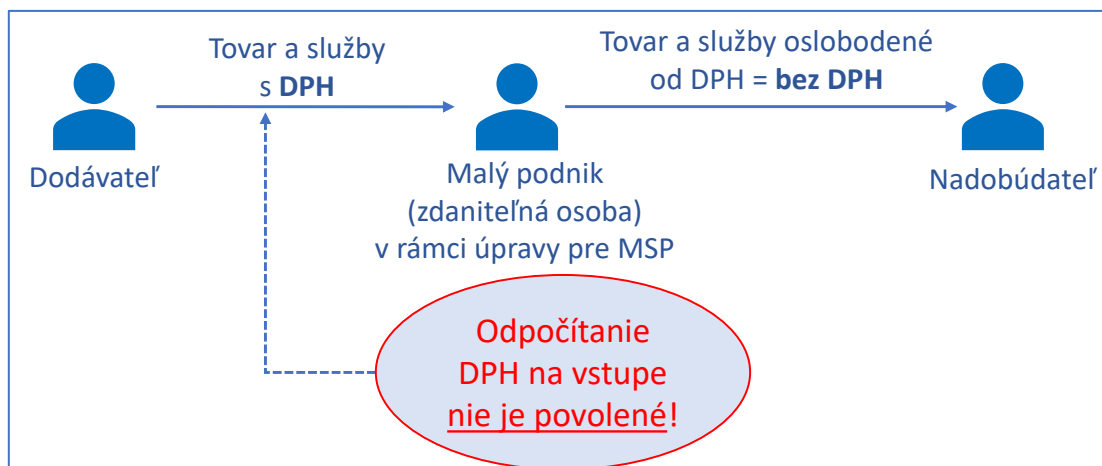 Tovar a služby
s DPH
Tovar a služby oslobodené
od DPH = bez DPH
Dodávateľ
Malý podnik
(zdaniteľná osoba)
v rámci úpravy pre MSP
Nadobúdateľ
Odpočítanie
DPH na vstupe
nie je povolené!